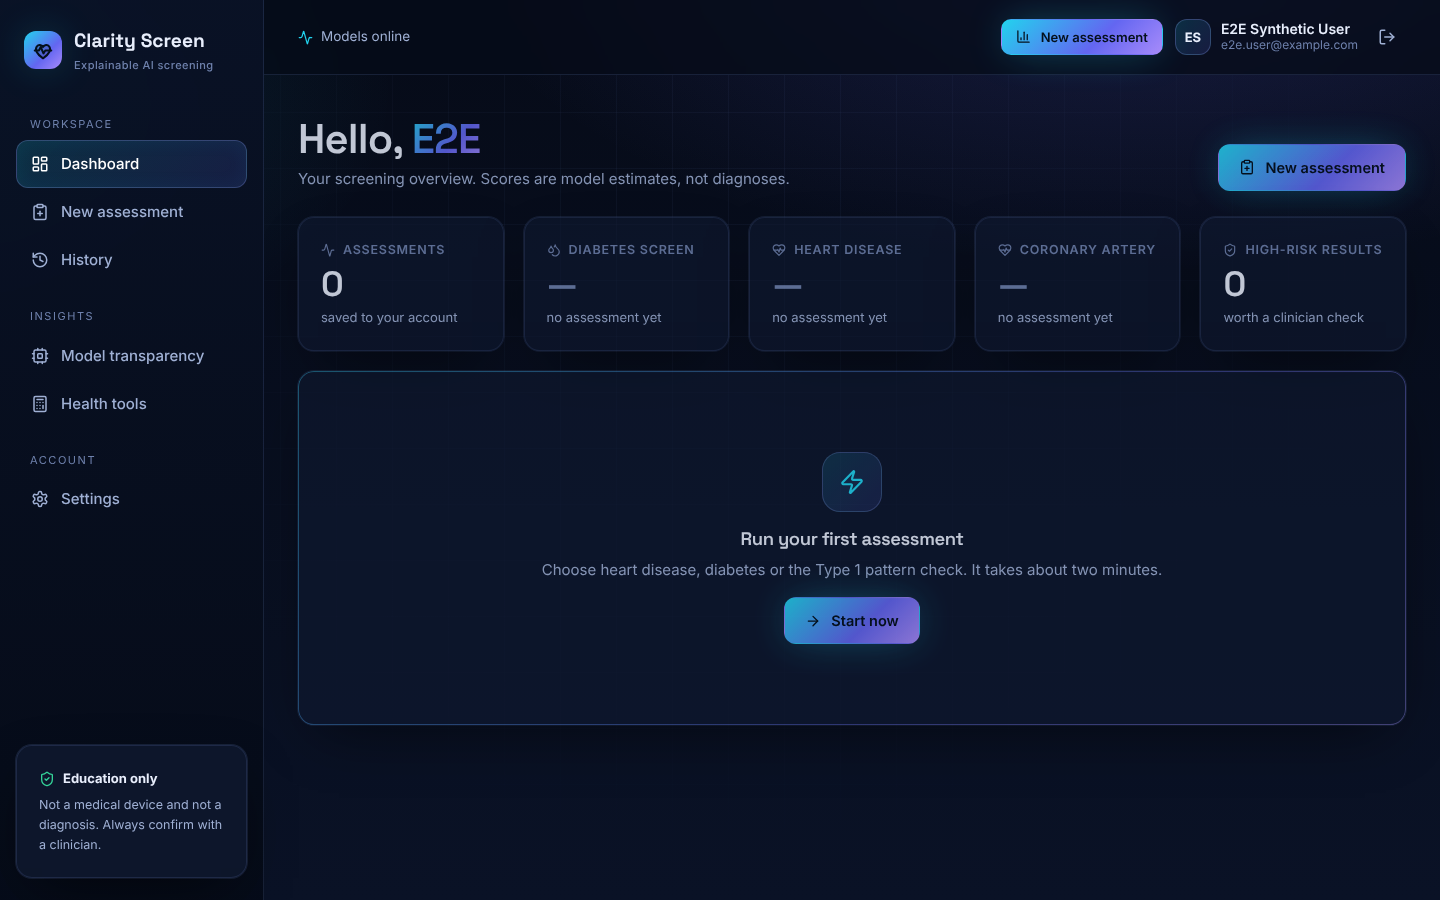 Clarity Screen
Explainable AI screening
WORKSPACE
Dashboard
New assessment
History
INSIGHTS
Model transparency
Health tools
ACCOUNT
Settings
Education only
Not a medical device and not a
diagnosis. Always confirm with
a clinician.
Models online
New assessment
ES
E2E Synthetic User
e2e.user@example.com
Hello, E2E
Your screening overview. Scores are model estimates, not diagnoses.
New assessment
ASSESSMENTS
0
saved to your account
DIABETES SCREEN
—
no assessment yet
HEART DISEASE
—
no assessment yet
CORONARY ARTERY
—
no assessment yet
HIGH-RISK RESULTS
0
worth a clinician check
Run your first assessment
Choose heart disease, diabetes or the Type 1 pattern check. It takes about two minutes.
Start now